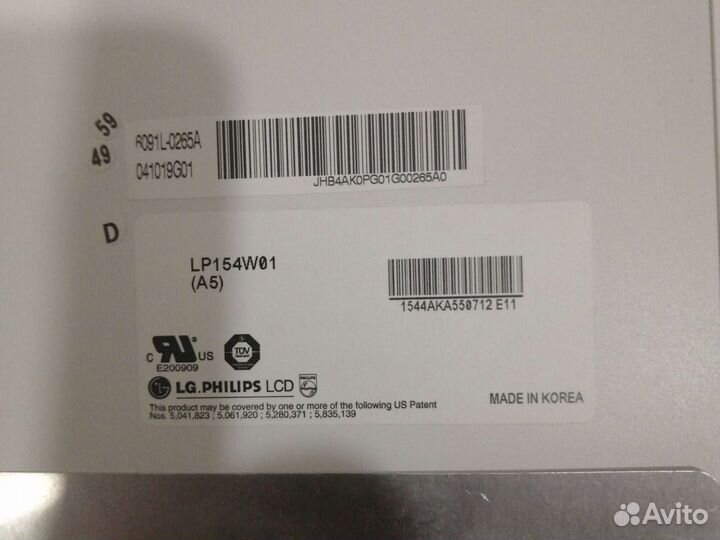 59
49
6091L-0265A
041019G01
JHB4AK0PG01G00265A0
D
LP154W01
(A5)
1544AKA550712 E11
c RU US
E200909
TÜV
LG.PHILIPS LCD
PHILIPS
This product may be covered by one or more of the following US Patent
Nos. 5,041,823 ; 5,061,920 ; 5,280,371 ; 5,835,139
MADE IN KOREA
Avito